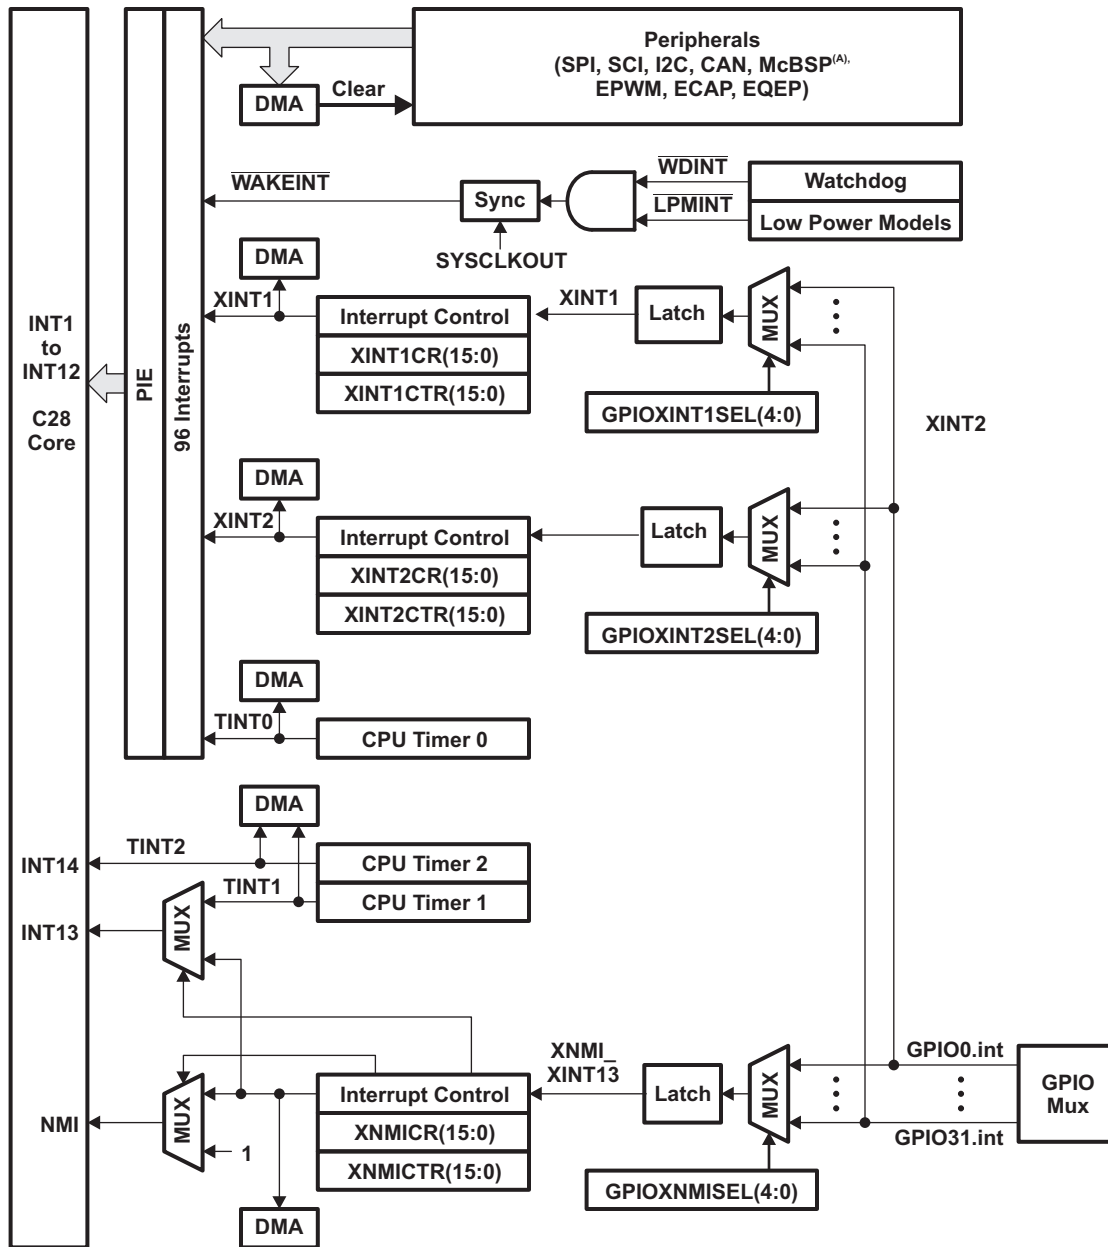 Peripherals
(SPI, SCI, I2C, CAN, McBSP(A),
EPWM, ECAP, EQEP)
DMA
Clear
WAKEINT
Sync
SYSCLKOUT
WDINT
LPMINT
Watchdog
Low Power Models
DMA
XINT1
Interrupt Control
XINT1CR(15:0)
XINT1CTR(15:0)
XINT1
Latch
MUX
GPIOXINT1SEL(4:0)
INT1
to
INT12
C28
Core
PIE
96 Interrupts
XINT2
DMA
XINT2
Interrupt Control
XINT2CR(15:0)
XINT2CTR(15:0)
Latch
MUX
GPIOXINT2SEL(4:0)
DMA
TINT0
CPU Timer 0
DMA
INT14
TINT2
CPU Timer 2
TINT1
CPU Timer 1
INT13
MUX
NMI
MUX
1
Interrupt Control
XNMICR(15:0)
XNMICTR(15:0)
DMA
XNMI_
XINT13
Latch
MUX
GPIOXNMISEL(4:0)
GPIO0.int
GPIO31.int
GPIO
Mux